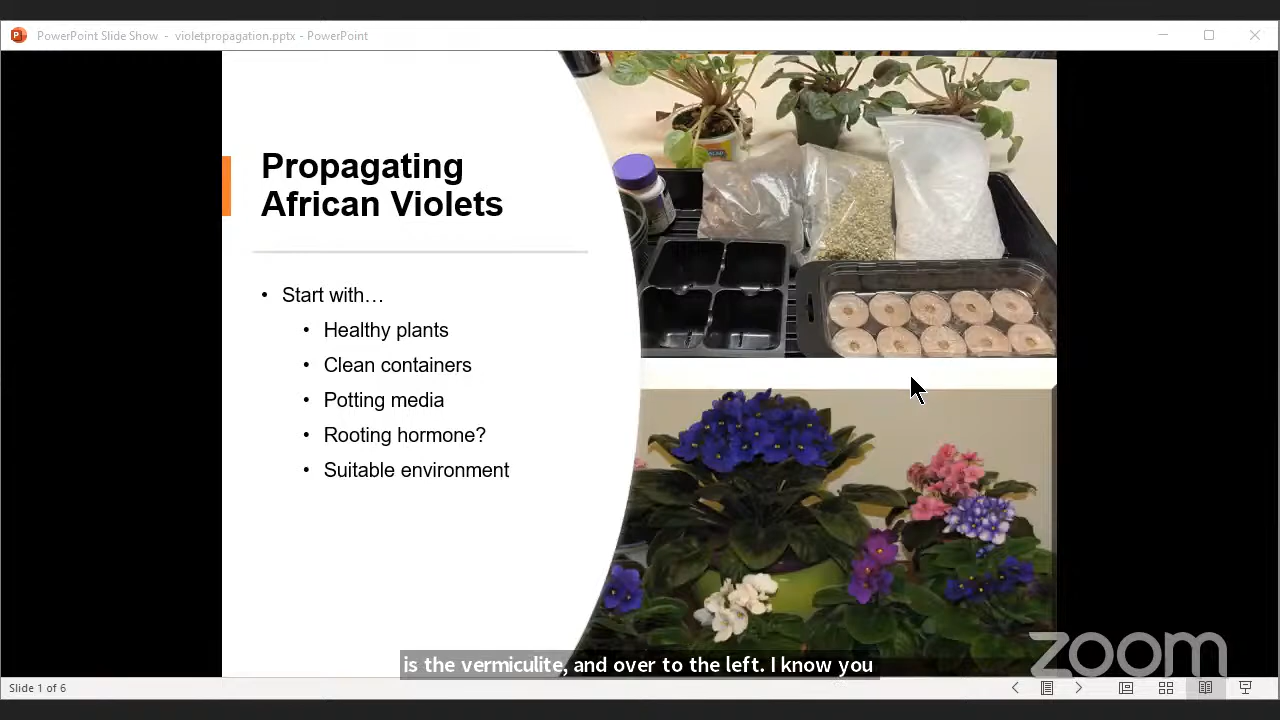 PowerPoint Slide Show - violetpropagation.pptx - PowerPoint
Propagating
African Violets
• Start with…
• Healthy plants
• Clean containers
• Potting media
• Rooting hormone?
• Suitable environment
is the vermiculite, and over to the left. I know you
zoom
Slide 1 of 6